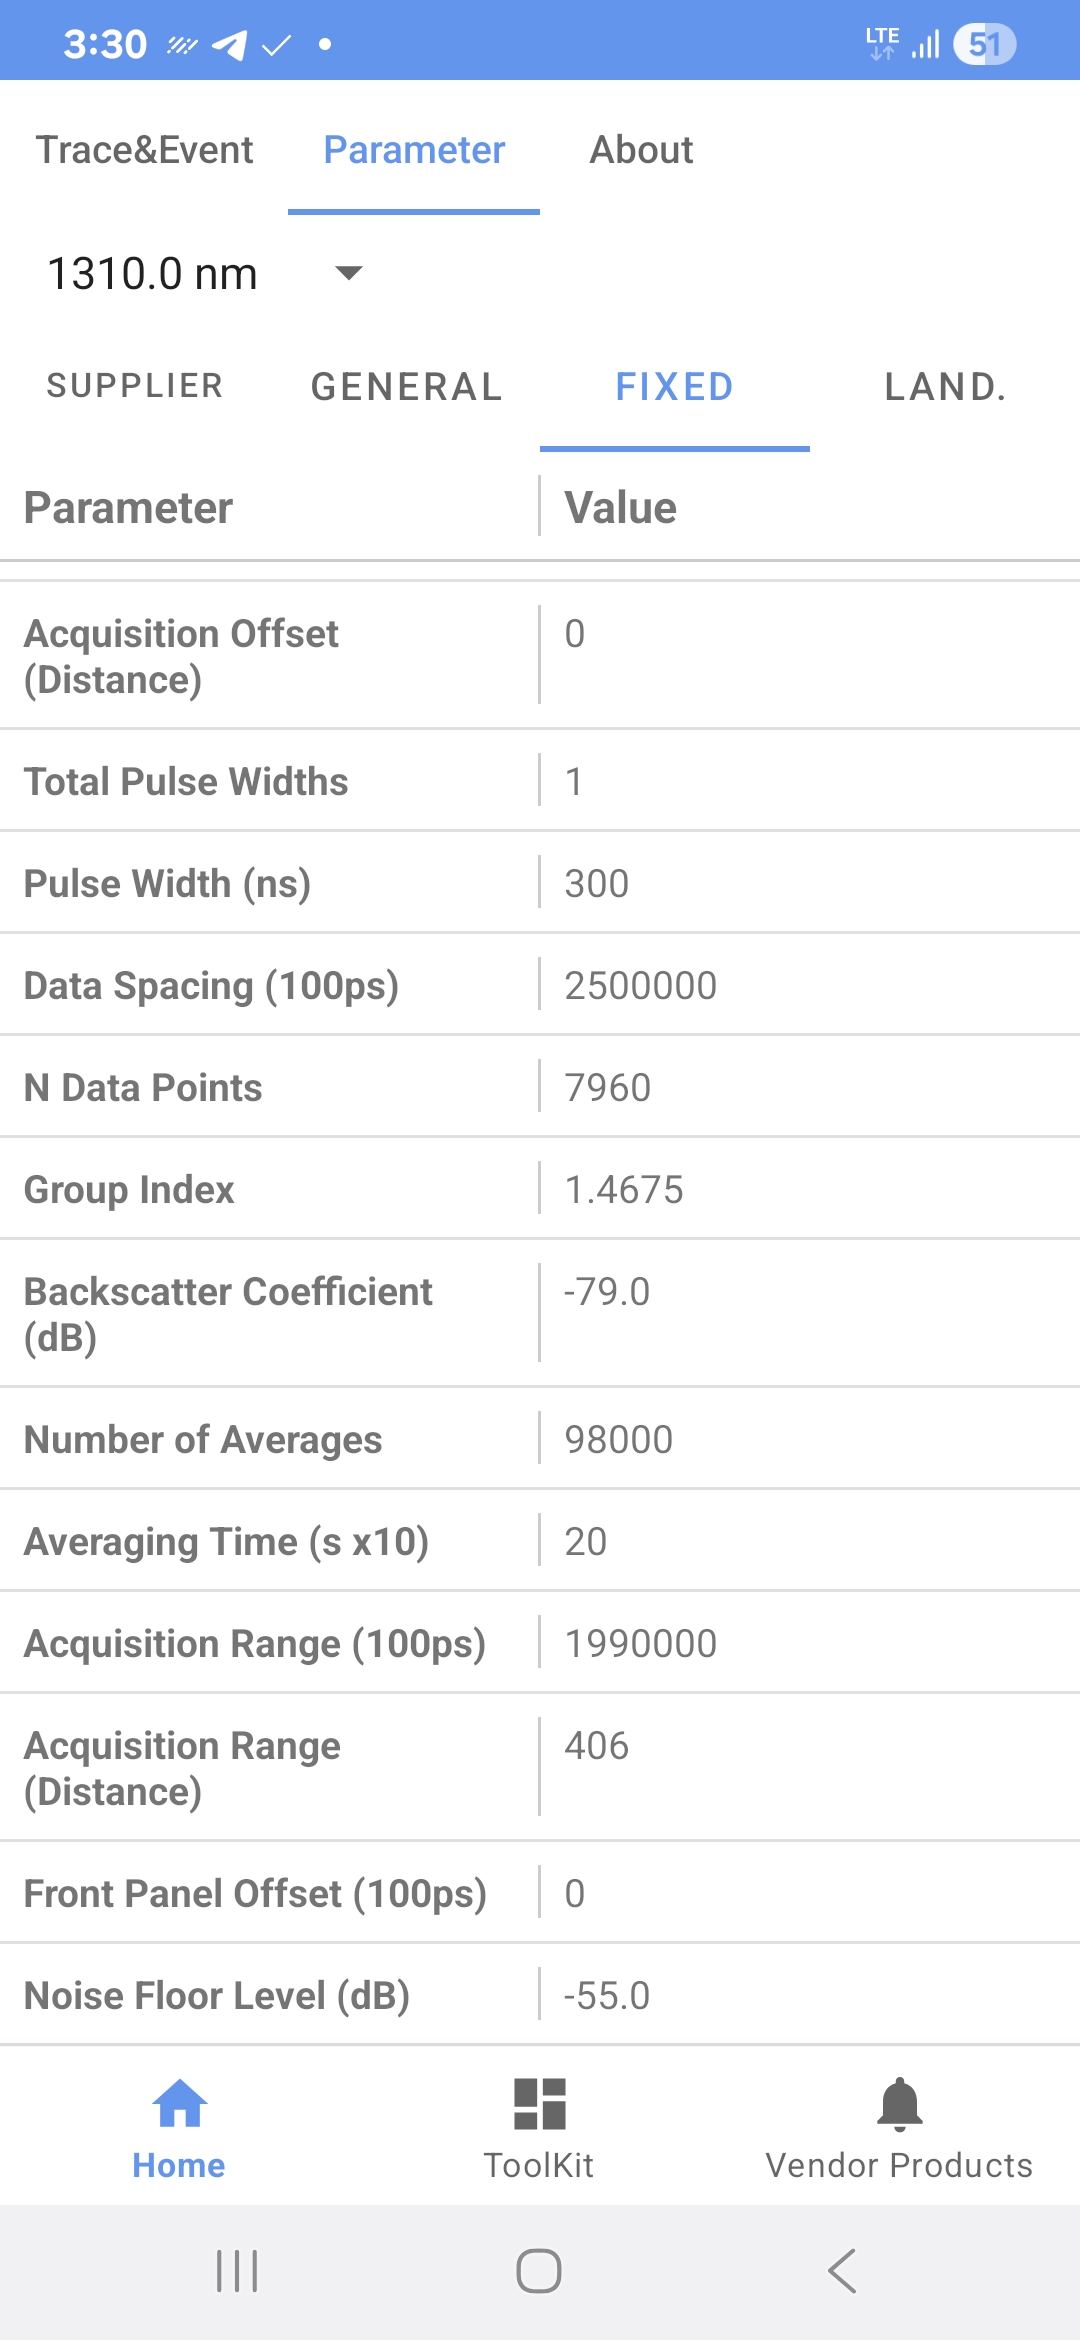 3:30
LTE
51
Trace&Event Parameter About
1310.0 nm
SUPPLIER GENERAL FIXED LAND.
Parameter Value
Acquisition Offset 0
(Distance)
Total Pulse Widths 1
Pulse Width (ns) 300
Data Spacing (100ps) 2500000
N Data Points 7960
Group Index 1.4675
Backscatter Coefficient -79.0
(dB)
Number of Averages 98000
Averaging Time (s x10) 20
Acquisition Range (100ps) 1990000
Acquisition Range 406
(Distance)
Front Panel Offset (100ps) 0
Noise Floor Level (dB) -55.0
Home ToolKit Vendor Products